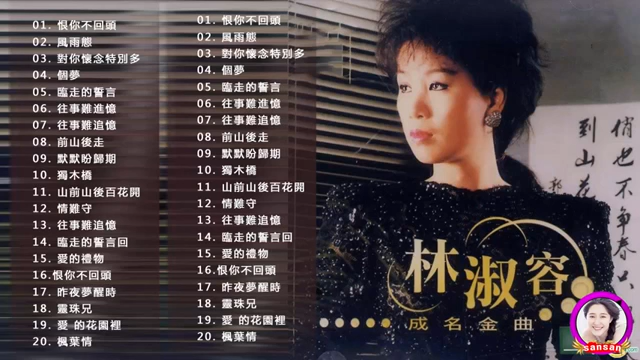 01. 恨你不回頭
02. 風雨態
03. 對你懷念特別多
04. 個夢
05. 臨走的誓言
06. 往事難進憶
07. 往事難追憶
08. 前山後走
09. 默默盼歸期
10. 獨木橋
11. 山前山後百花開
12. 情難守
13. 往事難追憶
14. 臨走的誓言回
15. 愛的禮物
16.恨你不回頭
17. 昨夜夢醒時
18. 靈珠兄
19. 愛 的花園裡
20. 楓葉情
01. 恨你不回頭
02. 風雨態
03. 對你懷念特別多
04. 個夢
05. 臨走的誓言
06. 往事難進憶
07. 往事難追憶
08. 前山後走
09. 默默盼歸期
10. 獨木橋
11. 山前山後百花開
12. 情難守
13. 往事難追憶
14. 臨走的誓言回
15. 愛的禮物
16.恨你不回頭
17. 昨夜夢醒時
18. 靈珠兄
19. 愛 的花園裡
20. 楓葉情
俏也不爭春只
到山花
林淑容
成名金曲
sansan